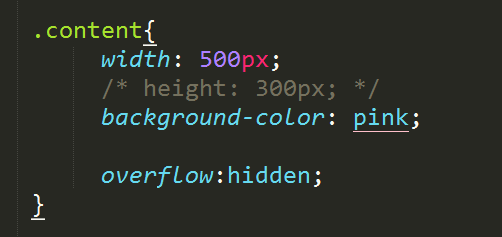 .content{
width: 500px;
/* height: 300px; */
background-color: pink;
overflow:hidden;
}